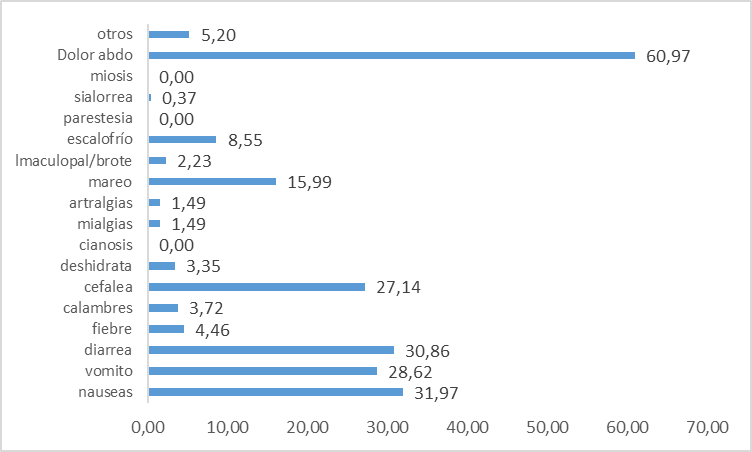 otros 5,20
Dolor abdo 60,97
miosis 0,00
sialorrea 0,37
parestesia 0,00
escalofrío 8,55
lmaculopal/brote 2,23
mareo 15,99
artralgias 1,49
mialgias 1,49
cianosis 0,00
deshidrata 3,35
cefalea 27,14
calambres 3,72
fiebre 4,46
diarrea 30,86
vomito 28,62
nauseas 31,97
0,00 10,00 20,00 30,00 40,00 50,00 60,00 70,00